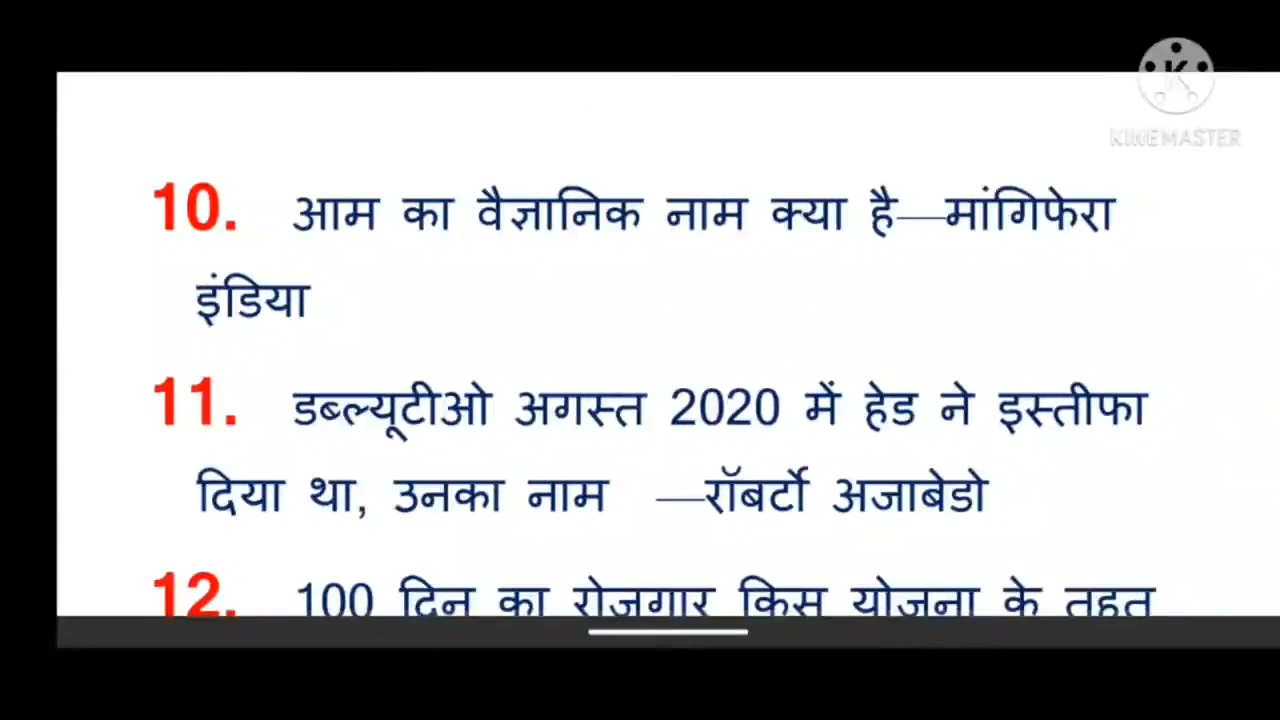 KINEMASTER
10. आम का वैज्ञानिक नाम क्या है—मांगिफेरा
इंडिया
11. डब्ल्यूटीओ अगस्त 2020 में हेड ने इस्तीफा
दिया था, उनका नाम —रॉबर्टो अजाबेडो
12. 100 दिन का रोजगार किस योजना के तहत